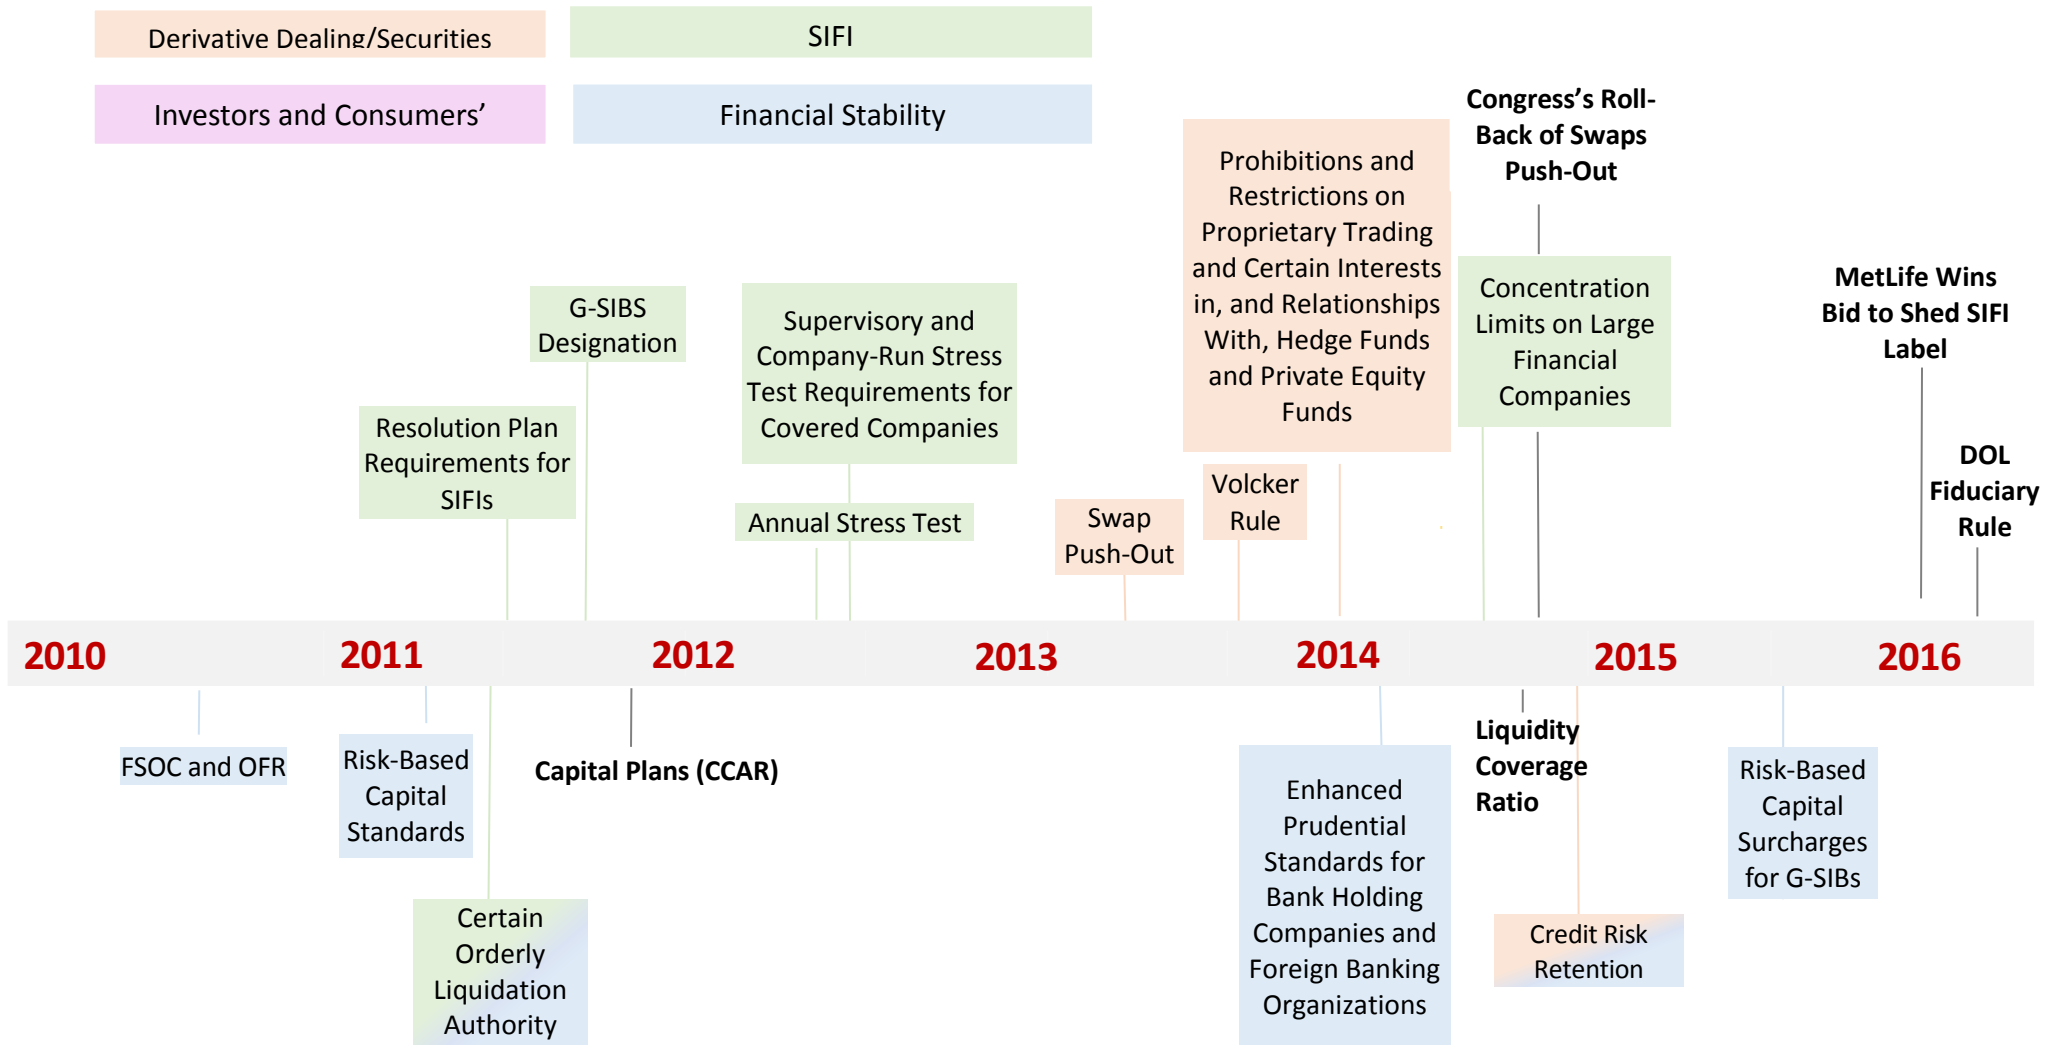 Derivative Dealing/Securities
SIFI
Investors and Consumers’
Financial Stability
Congress’s Roll-
Back of Swaps
Push-Out
Prohibitions and
Restrictions on
Proprietary Trading
and Certain Interests
in, and Relationships
With, Hedge Funds
and Private Equity
Funds
MetLife Wins
Bid to Shed SIFI
Label
Concentration
Limits on Large
Financial
Companies
G-SIBS
Designation
Supervisory and
Company-Run Stress
Test Requirements for
Covered Companies
Resolution Plan
Requirements for
SIFIs
DOL
Fiduciary
Rule
Volcker
Rule
Annual Stress Test
Swap
Push-Out
2010
2011
2012
2013
2014
2015
2016
FSOC and OFR
Risk-Based
Capital
Standards
Capital Plans (CCAR)
Liquidity
Coverage
Ratio
Enhanced
Prudential
Standards for
Bank Holding
Companies and
Foreign Banking
Organizations
Risk-Based
Capital
Surcharges
for G-SIBs
Certain
Orderly
Liquidation
Authority
Credit Risk
Retention